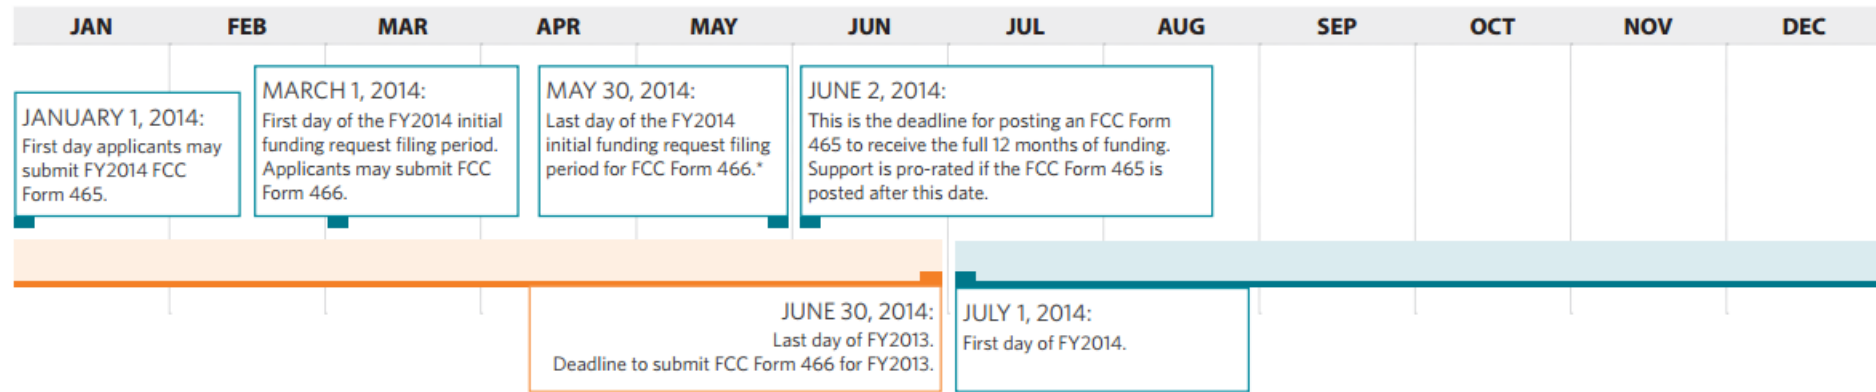 JAN FEB MAR APR MAY JUN JUL AUG SEP OCT NOV DEC
JANUARY 1, 2014:
First day applicants may
submit FY2014 FCC
Form 465.
MARCH 1, 2014:
First day of the FY2014 initial
funding request filing period.
Applicants may submit FCC
Form 466.
MAY 30, 2014:
Last day of the FY2014
initial funding request filing
period for FCC Form 466.*
JUNE 2, 2014:
This is the deadline for posting an FCC Form
465 to receive the full 12 months of funding.
Support is pro-rated if the FCC Form 465 is
posted after this date.
JUNE 30, 2014:
Last day of FY2013.
Deadline to submit FCC Form 466 for FY2013.
JULY 1, 2014:
First day of FY2014.